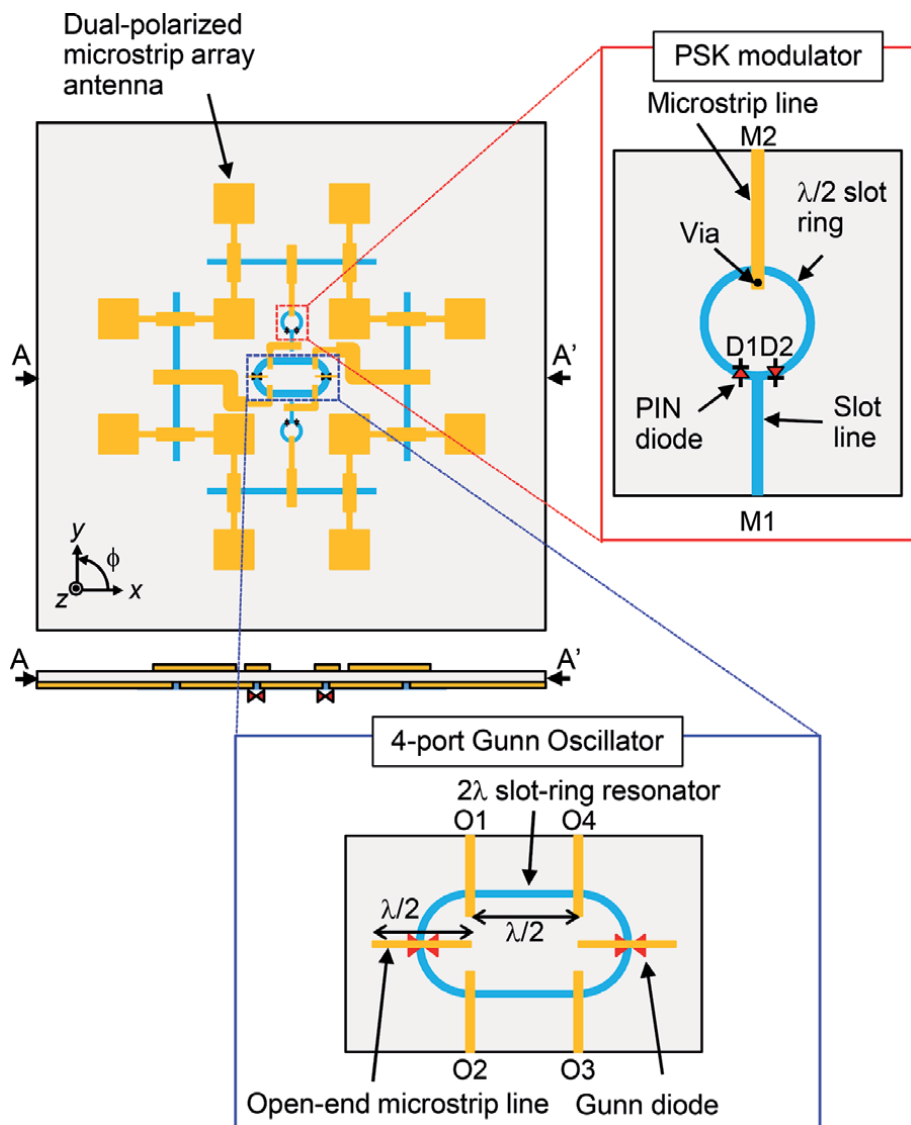 Dual-polarized
microstrip array
antenna
PSK modulator
Microstrip line
M2
λ/2 slot
ring
Via
D1D2
PIN
diode
Slot
line
M1
A
A'
y
ϕ
z
x
A
A'
4-port Gunn Oscillator
2λ slot-ring resonator
O1
O4
λ/2
λ/2
O2
O3
Open-end microstrip line
Gunn diode